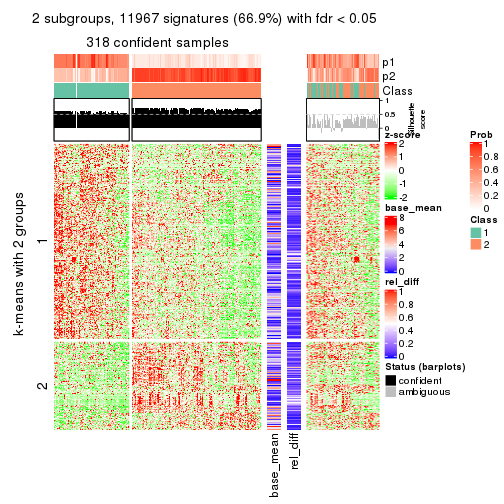 2 subgroups, 11967 signatures (66.9%) with fdr < 0.05
318 confident samples
p1
p2
Class
1
0.5
0
Silhouette
score
k-means with 2 groups
1
2
base_mean
rel_diff
z-score
2
1
0
-1
-2
base_mean
8
6
4
2
0
rel_diff
1
0.8
0.6
0.4
0.2
0
Status (barplots)
confident
ambiguous
Prob
1
0.8
0.6
0.4
0.2
0
Class
1
2